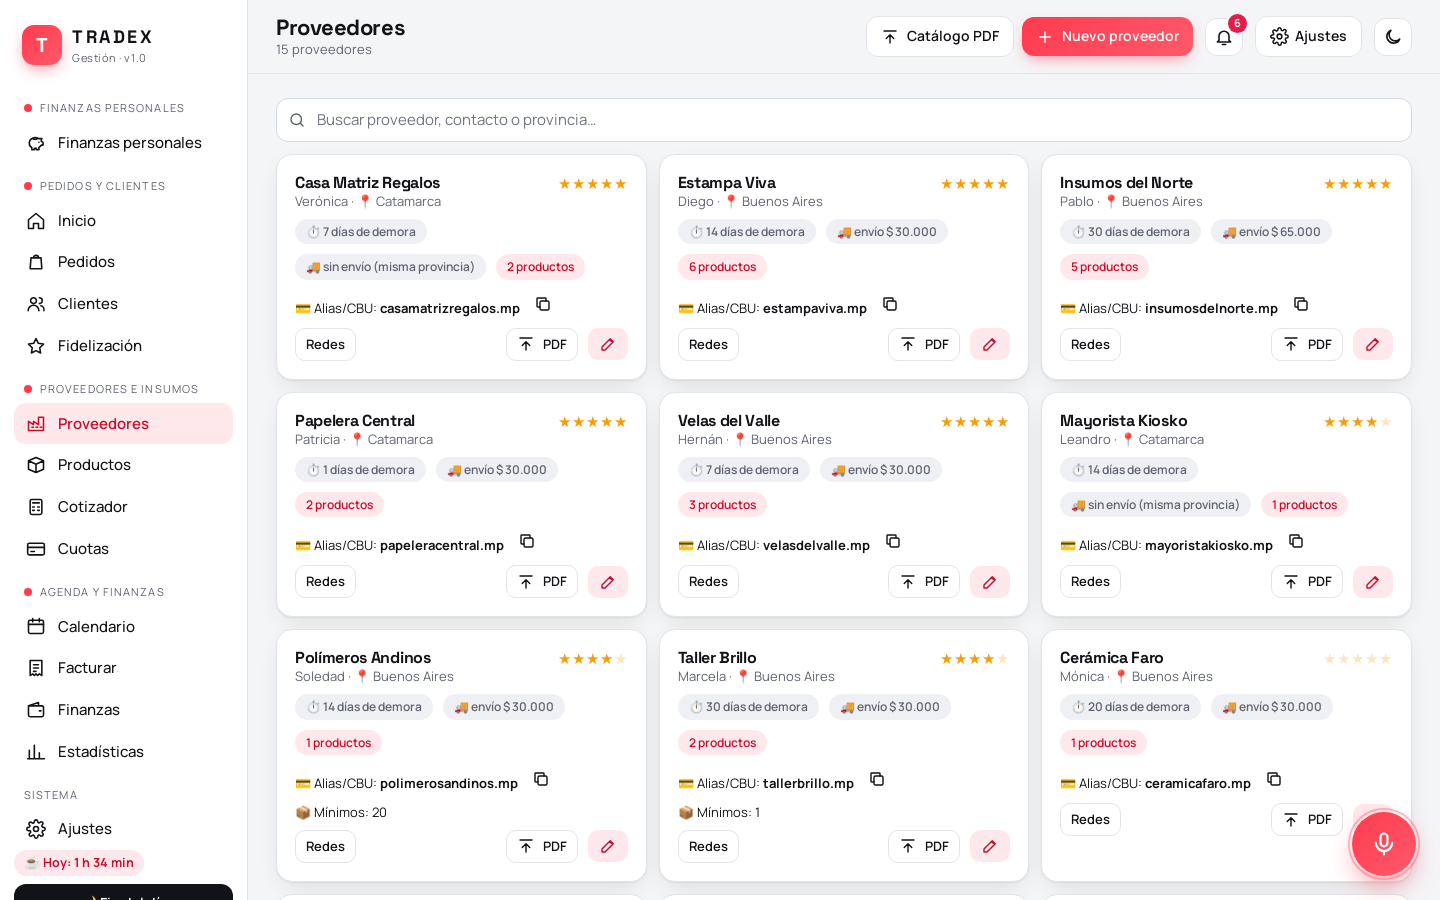 T
TRADEX
Gestión · v1.0
FINANZAS PERSONALES
Finanzas personales
PEDIDOS Y CLIENTES
Inicio
Pedidos
Clientes
Fidelización
PROVEEDORES E INSUMOS
Proveedores
Productos
Cotizador
Cuotas
AGENDA Y FINANZAS
Calendario
Facturar
Finanzas
Estadísticas
SISTEMA
Ajustes
Hoy: 1 h 34 min
Proveedores
15 proveedores
Catálogo PDF
Nuevo proveedor
6
Ajustes
Buscar proveedor, contacto o provincia...
Casa Matriz Regalos
★★★★★
Verónica · 📍 Catamarca
7 días de demora
sin envío (misma provincia)
2 productos
Alias/CBU: casamatrizregalos.mp
Redes
PDF
Estampa Viva
★★★★★
Diego · 📍 Buenos Aires
14 días de demora
envío $ 30.000
6 productos
Alias/CBU: estampaviva.mp
Redes
PDF
Insumos del Norte
★★★★★
Pablo · 📍 Buenos Aires
30 días de demora
envío $ 65.000
5 productos
Alias/CBU: insumosdelnorte.mp
Redes
PDF
Papelera Central
★★★★★
Patricia · 📍 Catamarca
1 días de demora
envío $ 30.000
2 productos
Alias/CBU: papeleracentral.mp
Redes
PDF
Velas del Valle
★★★★★
Hernán · 📍 Buenos Aires
7 días de demora
envío $ 30.000
3 productos
Alias/CBU: velasdelvalle.mp
Redes
PDF
Mayorista Kiosko
★★★★★
Leandro · 📍 Catamarca
14 días de demora
sin envío (misma provincia)
1 productos
Alias/CBU: mayoristakiosko.mp
Redes
PDF
Polímeros Andinos
★★★★★
Soledad · 📍 Buenos Aires
14 días de demora
envío $ 30.000
1 productos
Alias/CBU: polimerosandinos.mp
Mínimos: 20
Redes
PDF
Taller Brillo
★★★★★
Marcela · 📍 Buenos Aires
30 días de demora
envío $ 30.000
2 productos
Alias/CBU: tallerbrillo.mp
Mínimos: 1
Redes
PDF
Cerámica Faro
★★★★★
Mónica · 📍 Buenos Aires
20 días de demora
envío $ 30.000
1 productos
Alias/CBU: ceramicafaro.mp
Redes
PDF